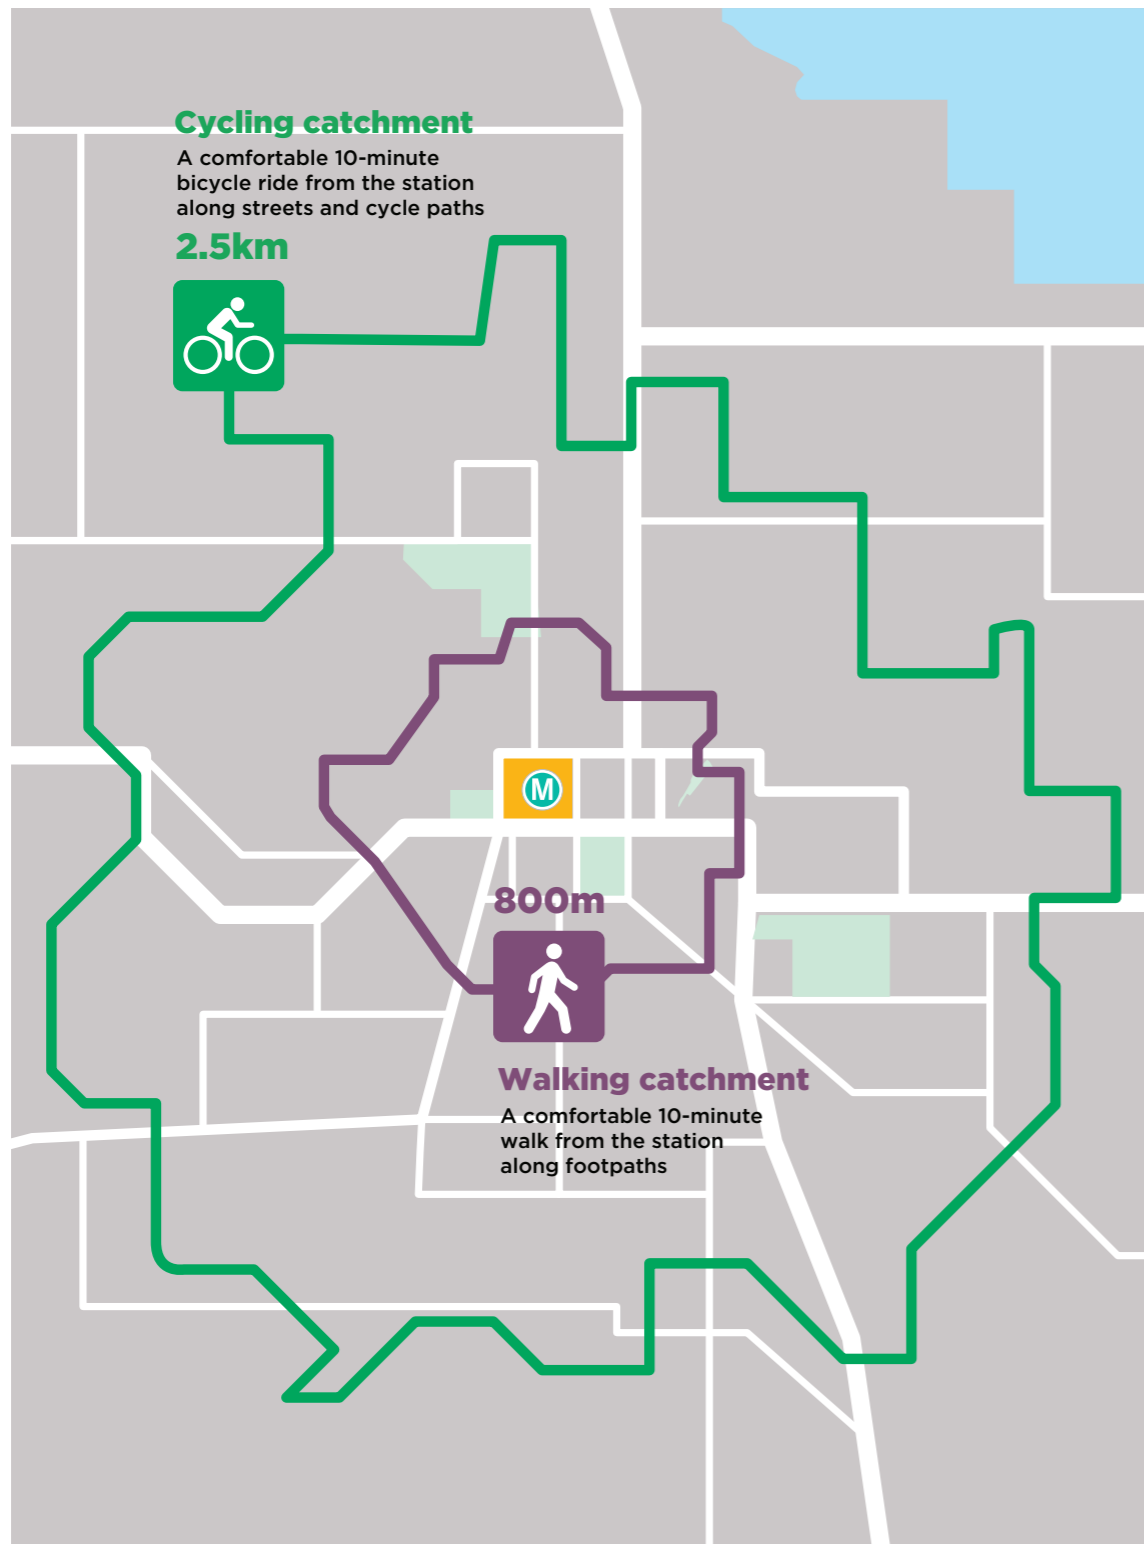 Cycling catchment
A comfortable 10-minute
bicycle ride from the station
along streets and cycle paths
2.5km
M
800m
Walking catchment
A comfortable 10-minute
walk from the station
along footpaths